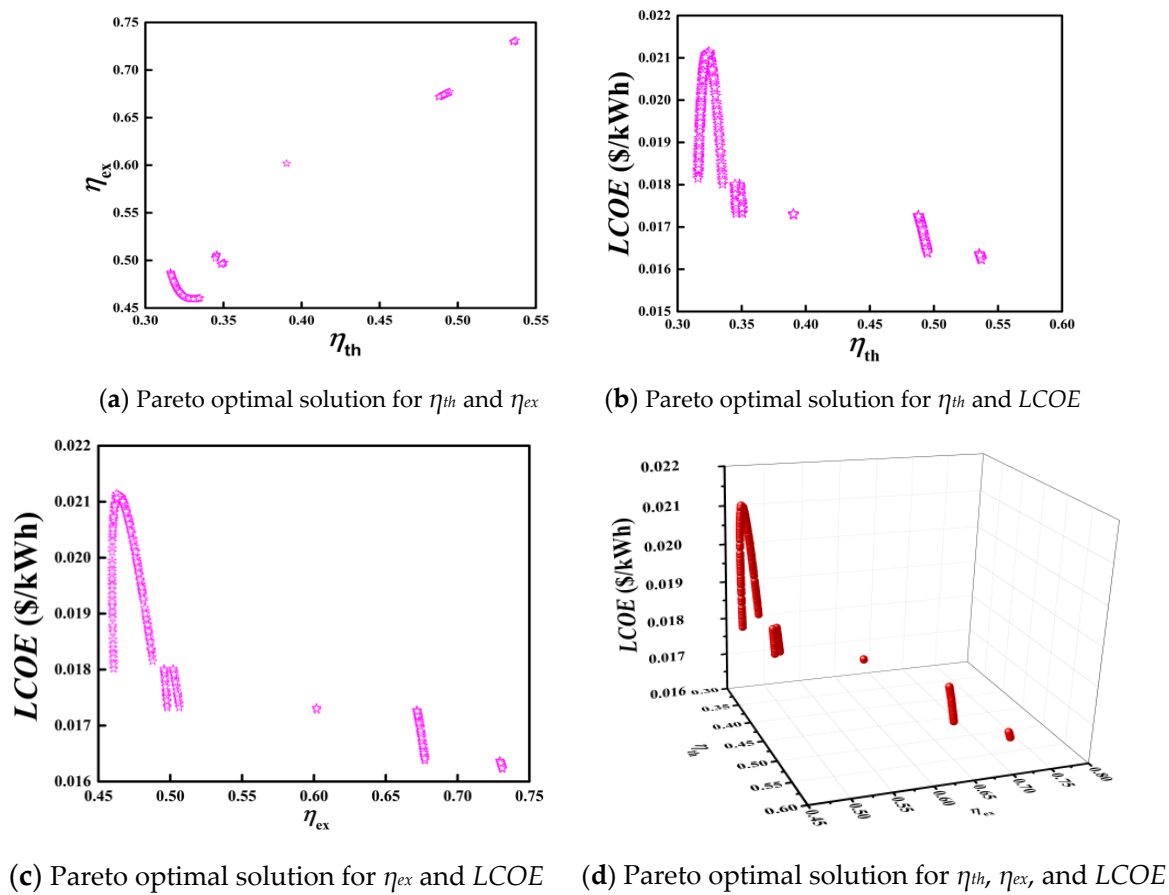 0.75
0.70
0.65
0.60
0.55
0.50
0.45
η_ex
0.30 0.35 0.40 0.45 0.50 0.55
η_th
0.022
0.021
0.020
0.019
0.018
0.017
0.016
0.015
LCOE ($/kWh)
0.30 0.35 0.40 0.45 0.50 0.55 0.60
η_th
(a) Pareto optimal solution for η_th and η_ex
(b) Pareto optimal solution for η_th and LCOE
0.022
0.021
0.020
0.019
0.018
0.017
0.016
LCOE ($/kWh)
0.45 0.50 0.55 0.60 0.65 0.70 0.75
η_ex
0.022
0.021
0.020
0.019
0.018
0.017
0.016
LCOE ($/kWh)
0.30
0.35
0.40
0.45
0.50
0.55
0.60
η_th
0.45
0.50
0.55
0.60
0.65
0.70
0.75
0.80
η_ex
(c) Pareto optimal solution for η_ex and LCOE
(d) Pareto optimal solution for η_th, η_ex, and LCOE